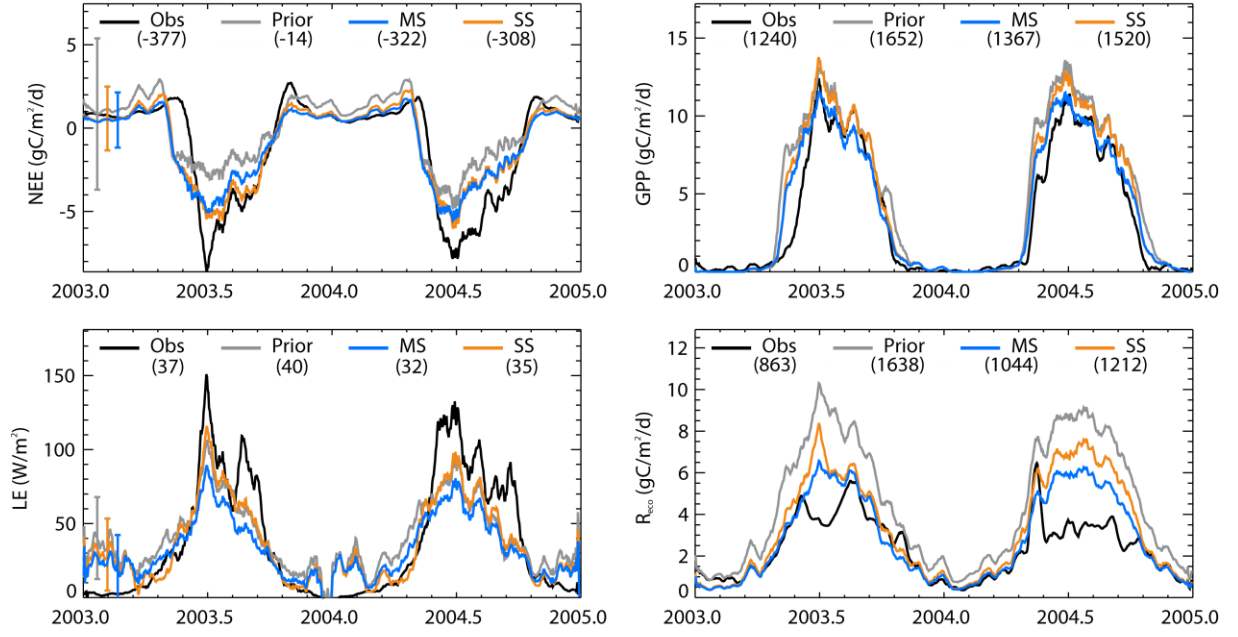 Obs Prior MS SS
(-377) (-14) (-322) (-308)
NEE (gC/m²/d)
5
0
-5
2003.0 2003.5 2004.0 2004.5 2005.0
Obs Prior MS SS
(1240) (1652) (1367) (1520)
GPP (gC/m²/d)
15
10
5
0
2003.0 2003.5 2004.0 2004.5 2005.0
Obs Prior MS SS
(37) (40) (32) (35)
LE (W/m²)
150
100
50
0
2003.0 2003.5 2004.0 2004.5 2005.0
Obs Prior MS SS
(863) (1638) (1044) (1212)
Reco (gC/m²/d)
12
10
8
6
4
2
0
2003.0 2003.5 2004.0 2004.5 2005.0